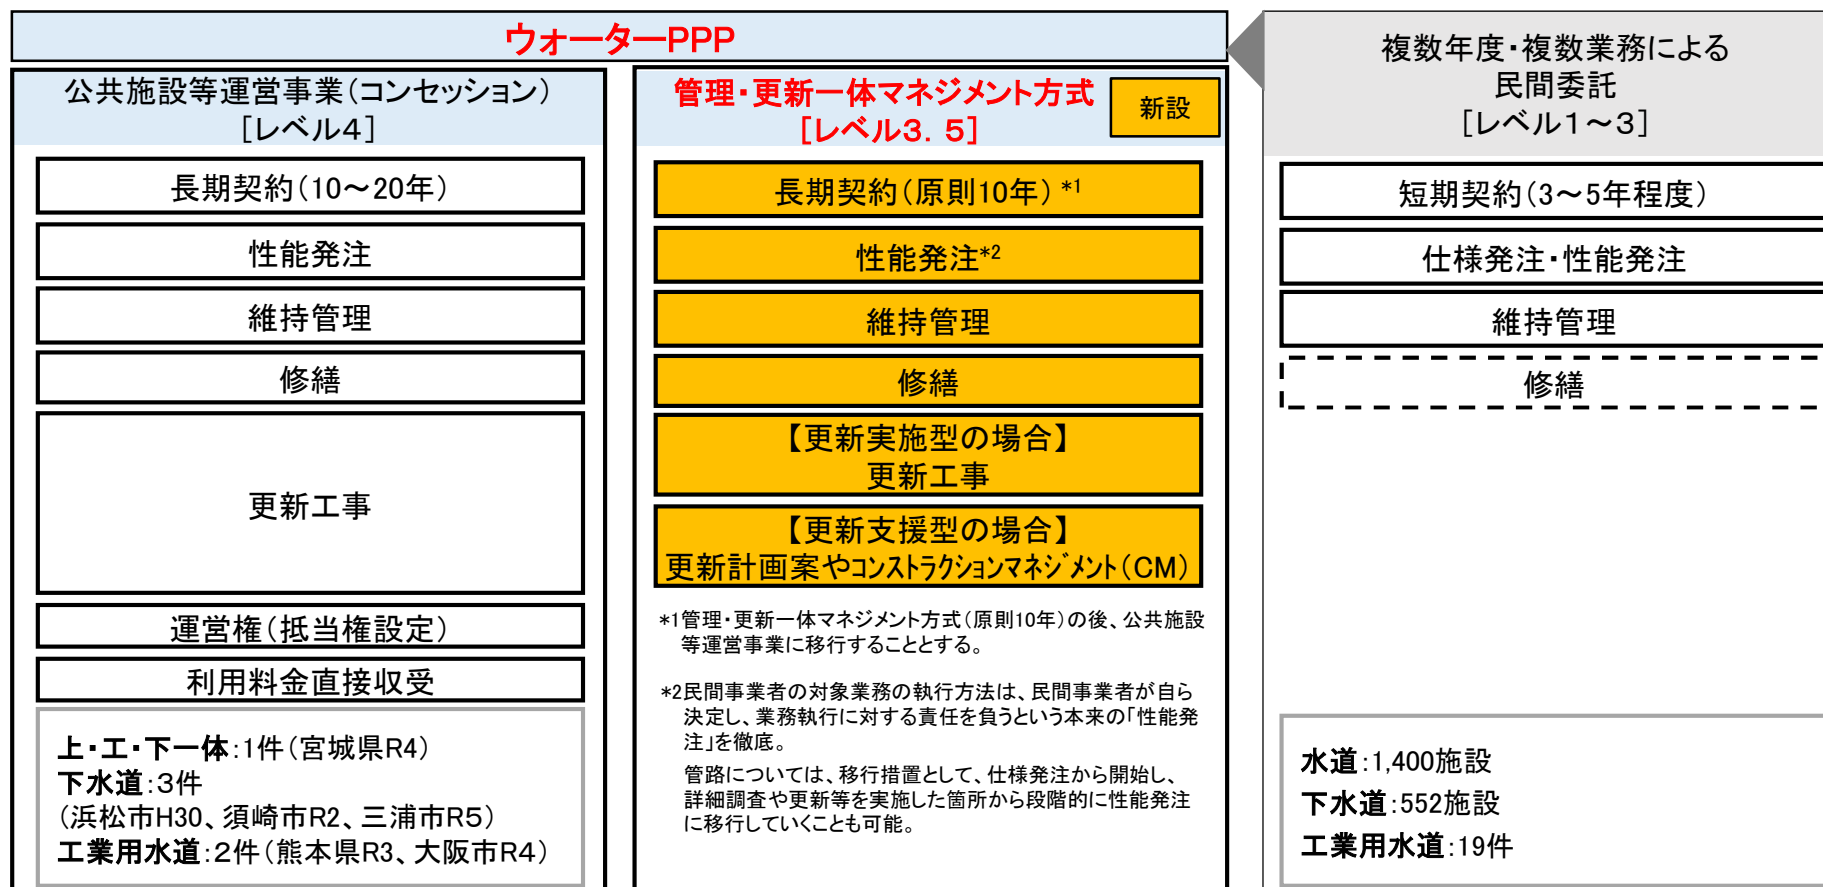 ウォーターPPP
公共施設等運営事業(コンセッション)
[レベル4]
長期契約(10~20年)
性能発注
維持管理
修繕
更新工事
運営権(抵当権設定)
利用料金直接収受
上・工・下一体:1件(宮城県R4)
下水道:3件
(浜松市H30、須崎市R2、三浦市R5)
工業用水道:2件(熊本県R3、大阪市R4)
管理・更新一体マネジメント方式
[レベル3.5]
新設
長期契約(原則10年)*1
性能発注*2
維持管理
修繕
【更新実施型の場合】
更新工事
【更新支援型の場合】
更新計画案やコンストラクションマネジメント(CM)
*1管理・更新一体マネジメント方式(原則10年)の後、公共施設
等運営事業に移行することとする。
*2民間事業者の対象業務の執行方法は、民間事業者が自ら
決定し、業務執行に対する責任を負うという本来の「性能発
注」を徹底。
管路については、移行措置として、仕様発注から開始し、
詳細調査や更新等を実施した箇所から段階的に性能発注
に移行していくことも可能。
複数年度・複数業務による
民間委託
[レベル1~3]
短期契約(3~5年程度)
仕様発注・性能発注
維持管理
修繕
水道:1,400施設
下水道:552施設
工業用水道:19件